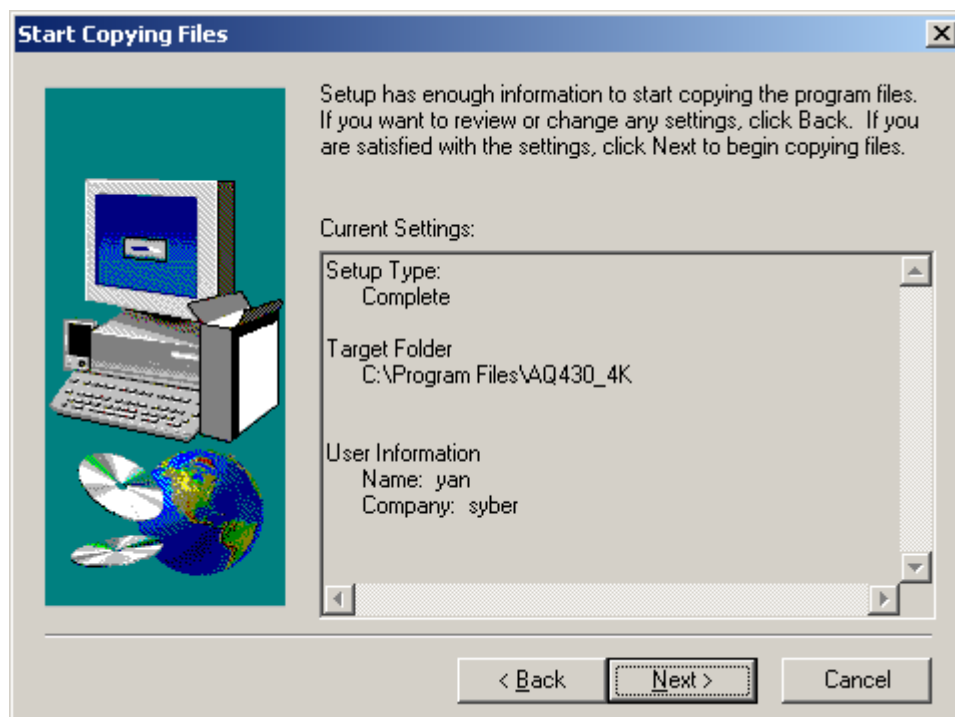 Start Copying Files
Setup has enough information to start copying the program files.
If you want to review or change any settings, click Back.  If you
are satisfied with the settings, click Next to begin copying files.
Current Settings:
Setup Type:
Complete
Target Folder
C:\Program Files\AQ430_4K
User Information
Name:  yan
Company:  syber
< Back
Next >
Cancel